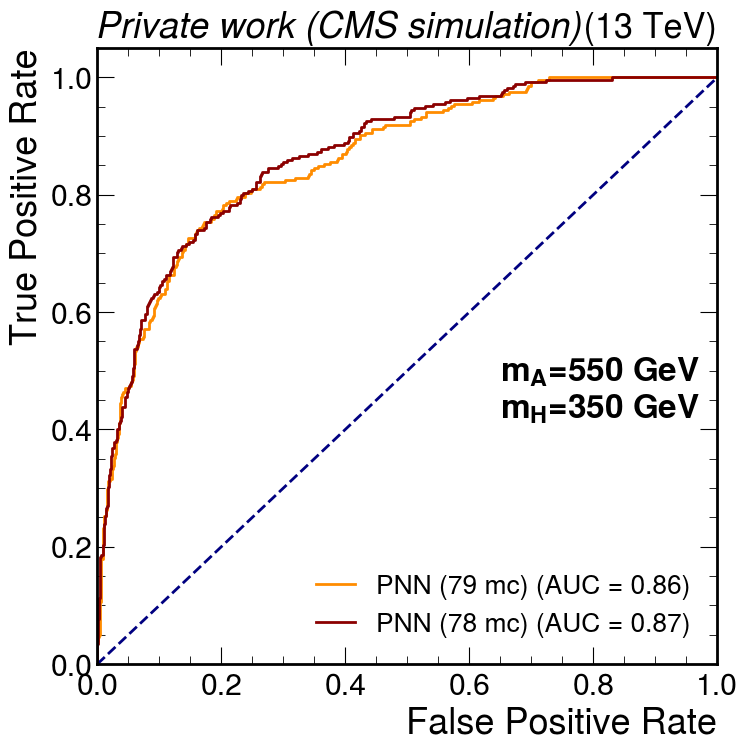 Private work (CMS simulation)(13 TeV)
True Positive Rate
1.0
0.8
0.6
0.4
0.2
0.0
m_A=550 GeV
m_H=350 GeV
PNN (79 mc) (AUC = 0.86)
PNN (78 mc) (AUC = 0.87)
0.0 0.2 0.4 0.6 0.8 1.0
False Positive Rate